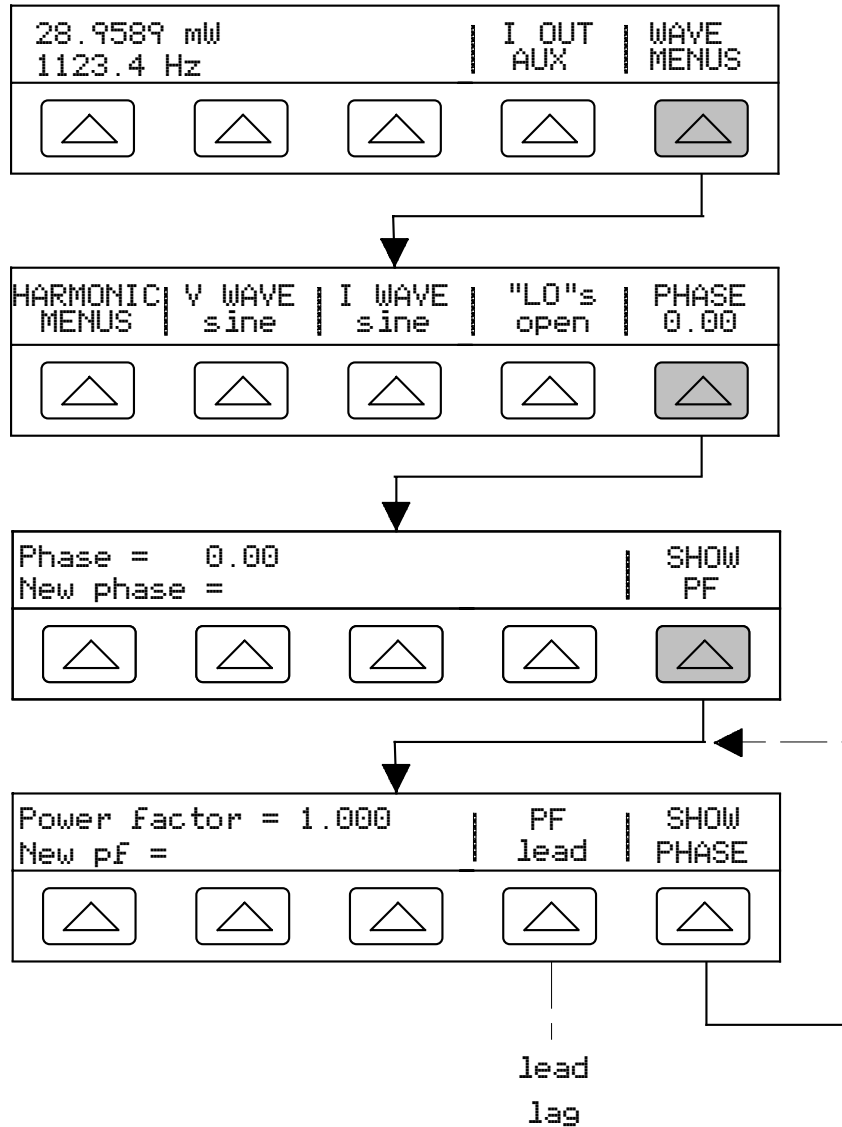 28.9589 mW
1123.4 Hz
I OUT
AUX
WAVE
MENUS
HARMONIC
MENUS
V WAVE
sine
I WAVE
sine
"LO"s
open
PHASE
0.00
Phase = 0.00
New phase =
SHOW
PF
Power factor = 1.000
New pf =
PF
lead
SHOW
PHASE
lead
lag